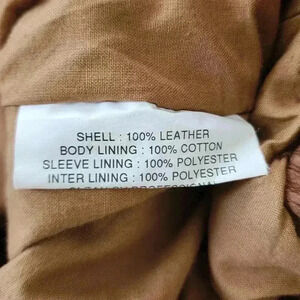 SHELL : 100% LEATHER
BODY LINING : 100% COTTON
SLEEVE LINING : 100% POLYESTER
INTER LINING : 100% POLYESTER